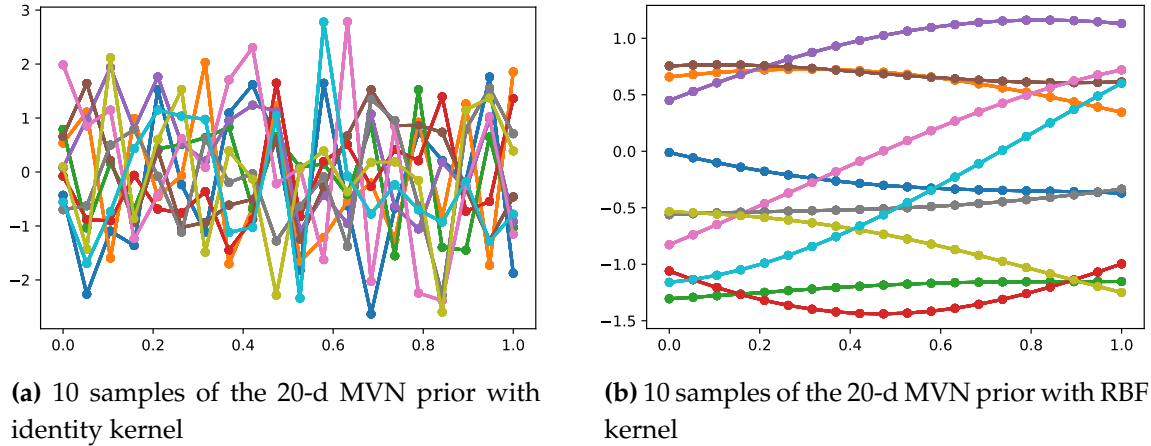 3
2
1
0
−1
−2
0.0 0.2 0.4 0.6 0.8 1.0
1.0
0.5
0.0
−0.5
−1.0
−1.5
0.0 0.2 0.4 0.6 0.8 1.0
(a) 10 samples of the 20-d MVN prior with
identity kernel
(b) 10 samples of the 20-d MVN prior with RBF
kernel